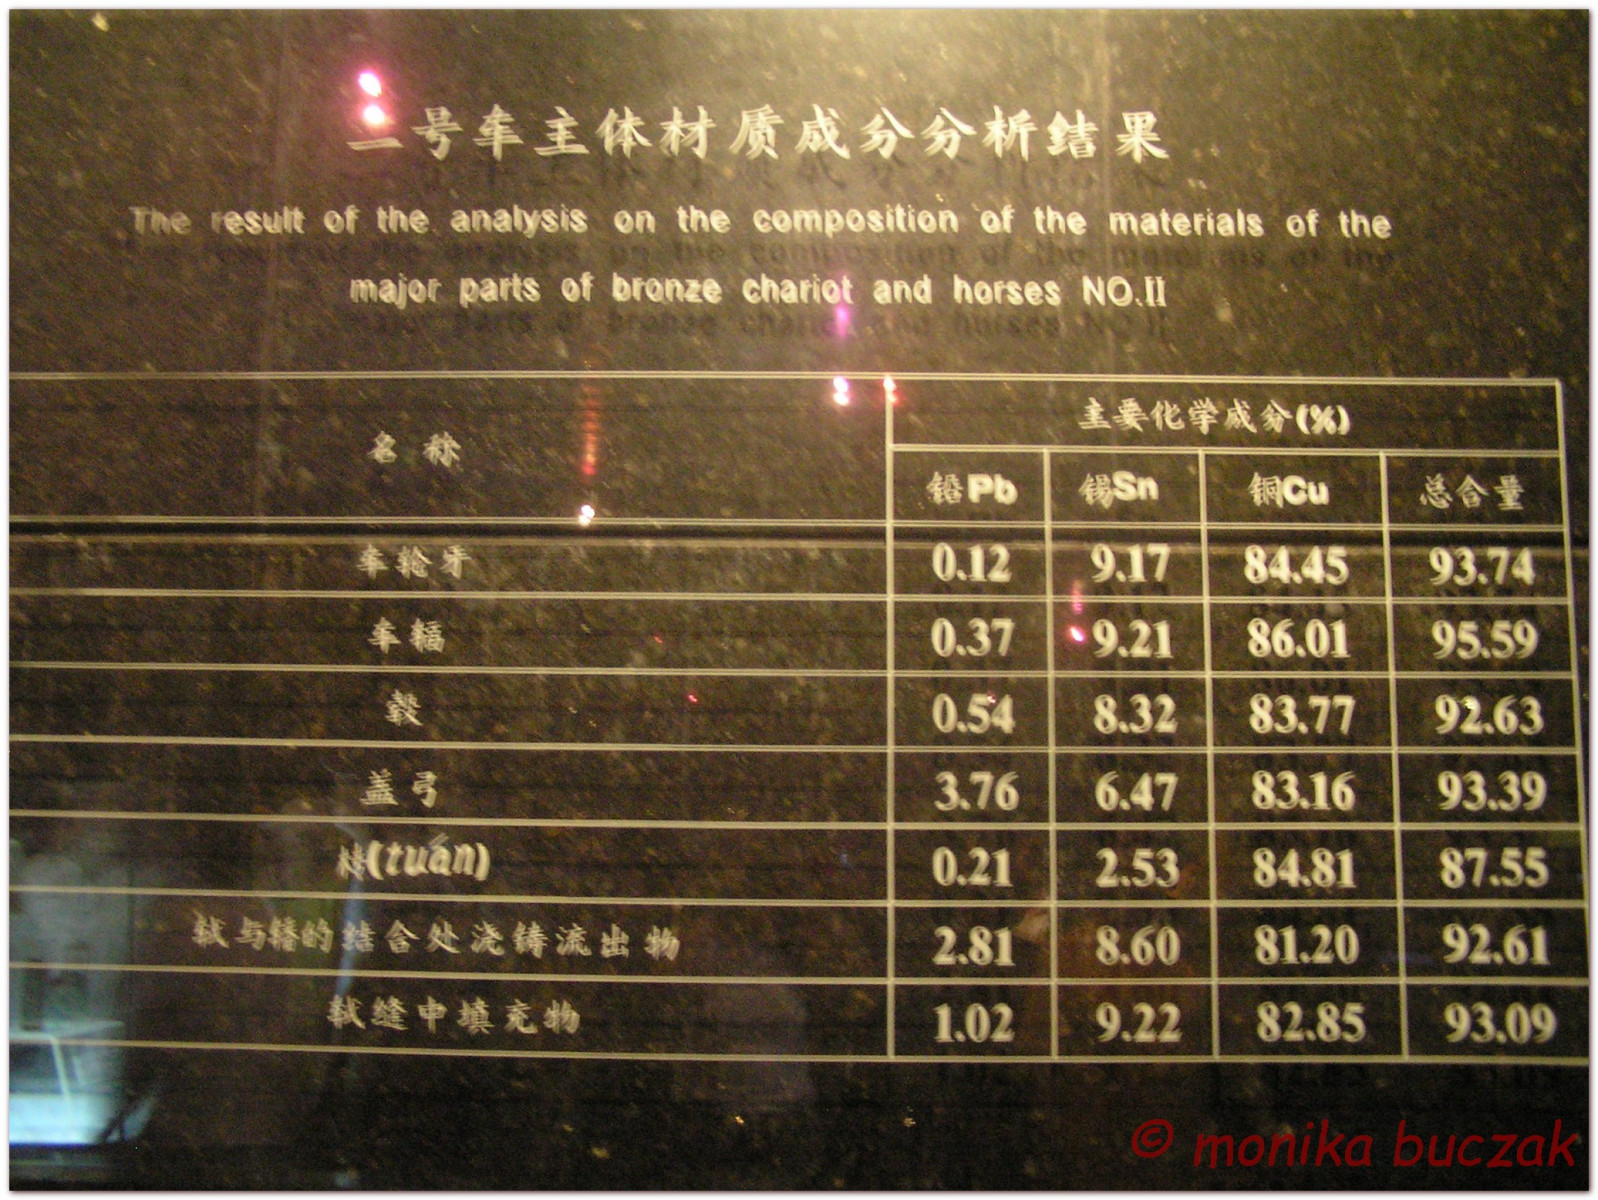 二号车主体材质成分分析结果
The result of the analysis on the composition of the materials of the
major parts of bronze chariot and horses NO.II
名称 主要化学成分(%)
铅Pb 锡Sn 铜Cu 总含量
车轮牙 0.12 9.17 84.45 93.74
车辐 0.37 9.21 86.01 95.59
毂 0.54 8.32 83.77 92.63
盖弓 3.76 6.47 83.16 93.39
(tuán) 0.21 2.53 84.81 87.55
轼与轖的结合处浇铸流出物 2.81 8.60 81.20 92.61
轼缝中填充物 1.02 9.22 82.85 93.09
© monika buczak